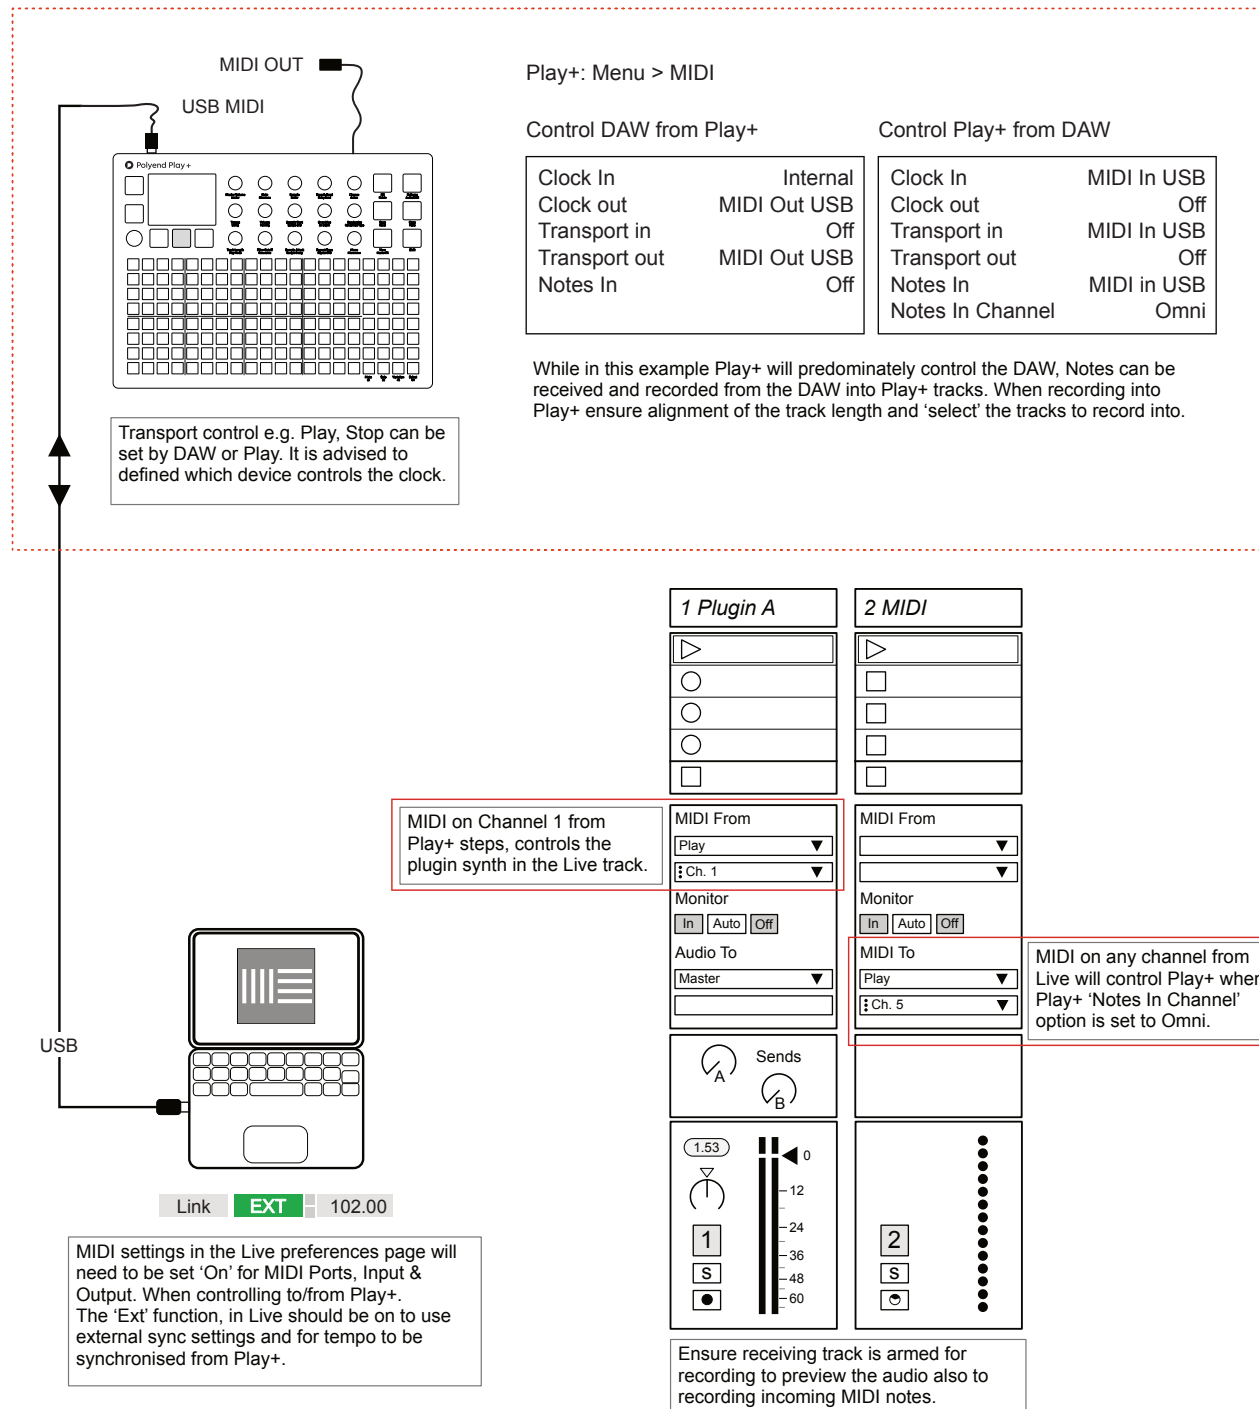 MIDI OUT
USB MIDI
Polyend Play+
Play+: Menu > MIDI
Control DAW from Play+
Clock In Internal
Clock out MIDI Out USB
Transport in Off
Transport out MIDI Out USB
Notes In Off
Control Play+ from DAW
Clock In MIDI In USB
Clock out Off
Transport in MIDI In USB
Transport out Off
Notes In MIDI in USB
Notes In Channel Omni
While in this example Play+ will predominately control the DAW, Notes can be
received and recorded from the DAW into Play+ tracks. When recording into
Play+ ensure alignment of the track length and ‘select’ the tracks to record into.
Transport control e.g. Play, Stop can be
set by DAW or Play. It is advised to
defined which device controls the clock.
1 Plugin A
2 MIDI
MIDI on Channel 1 from
Play+ steps, controls the
plugin synth in the Live track.
MIDI From
Play
Ch. 1
Monitor
In Auto Off
Audio To
Master
MIDI From
Monitor
In Auto Off
MIDI To
Play
Ch. 5
MIDI on any channel from
Live will control Play+ when
Play+ ‘Notes In Channel’
option is set to Omni.
USB
Sends
A
B
1.53
0
12
24
36
48
60
1
S
2
S
Link EXT 102.00
MIDI settings in the Live preferences page will
need to be set ‘On’ for MIDI Ports, Input &
Output. When controlling to/from Play+.
The ‘Ext’ function, in Live should be on to use
external sync settings and for tempo to be
synchronised from Play+.
Ensure receiving track is armed for
recording to preview the audio also to
recording incoming MIDI notes.